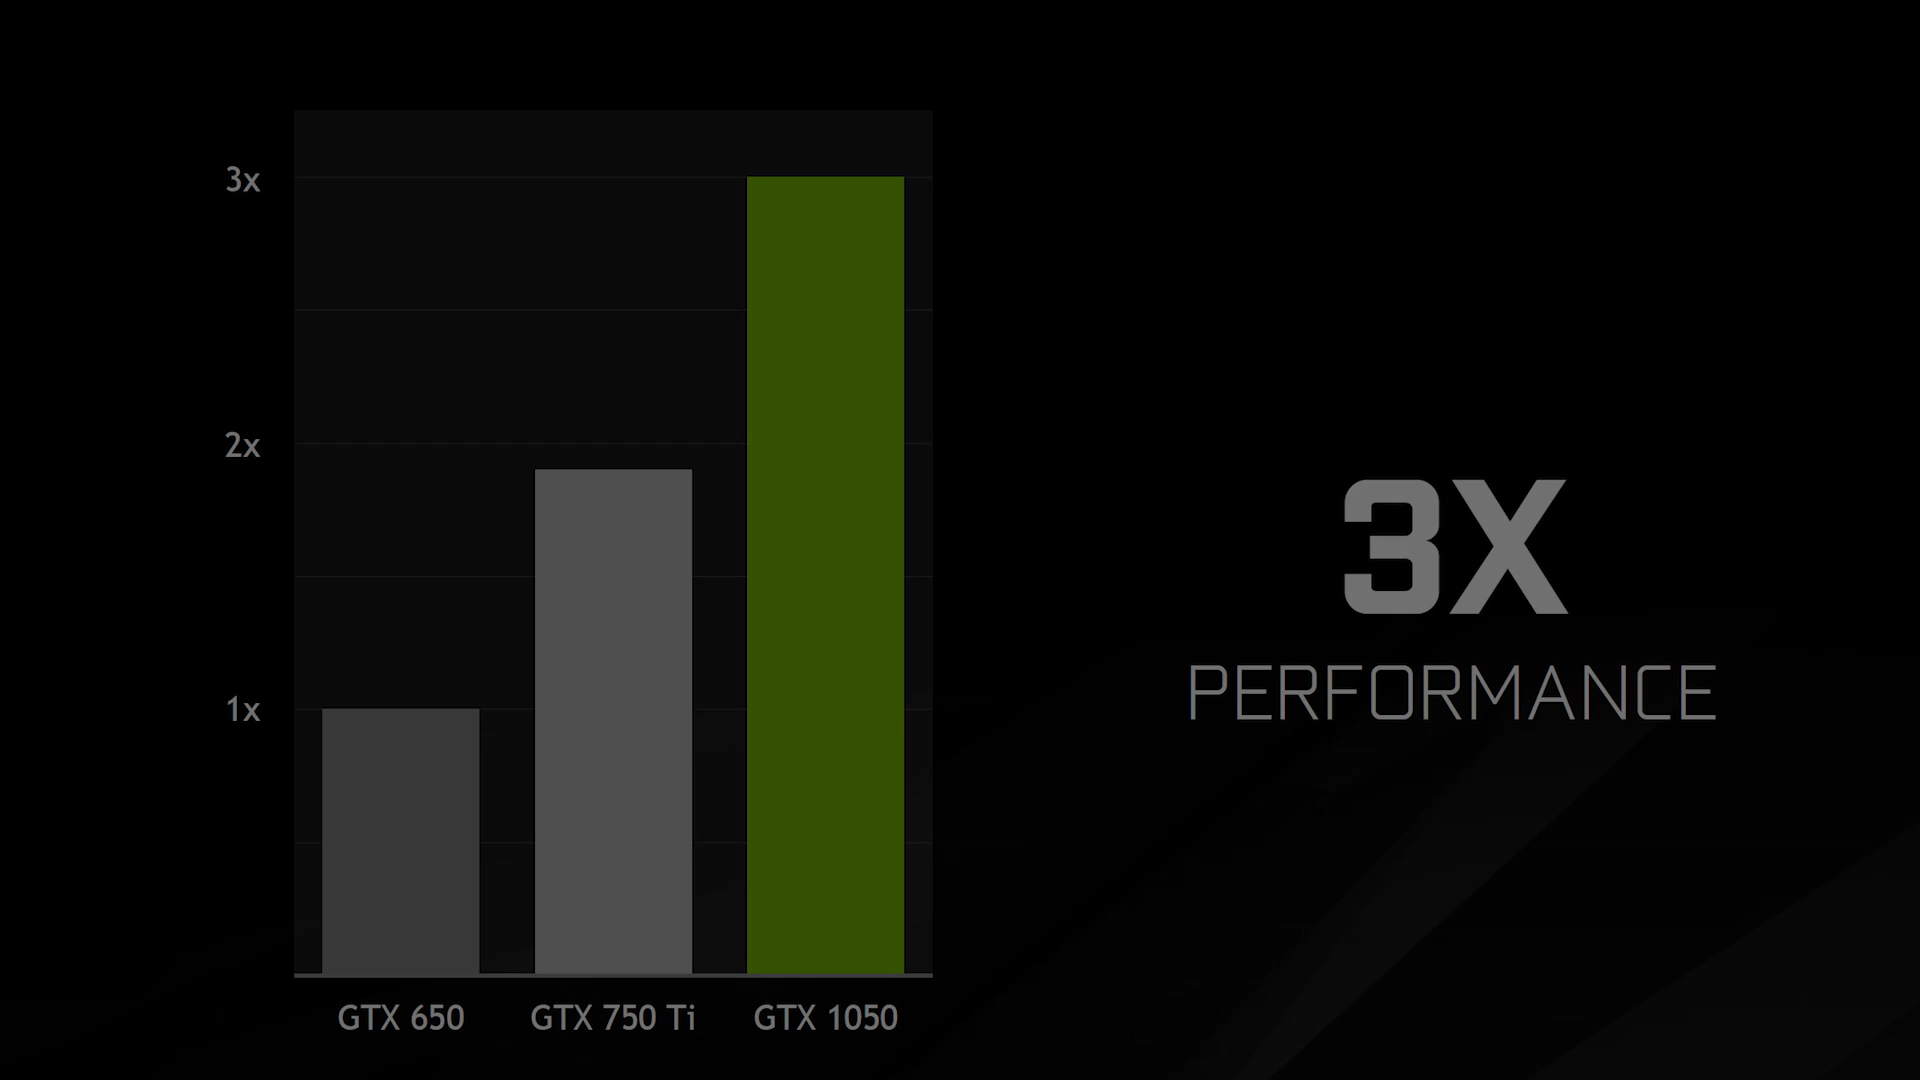 3x
2x
1x
GTX 650
GTX 750 Ti
GTX 1050
3X
PERFORMANCE